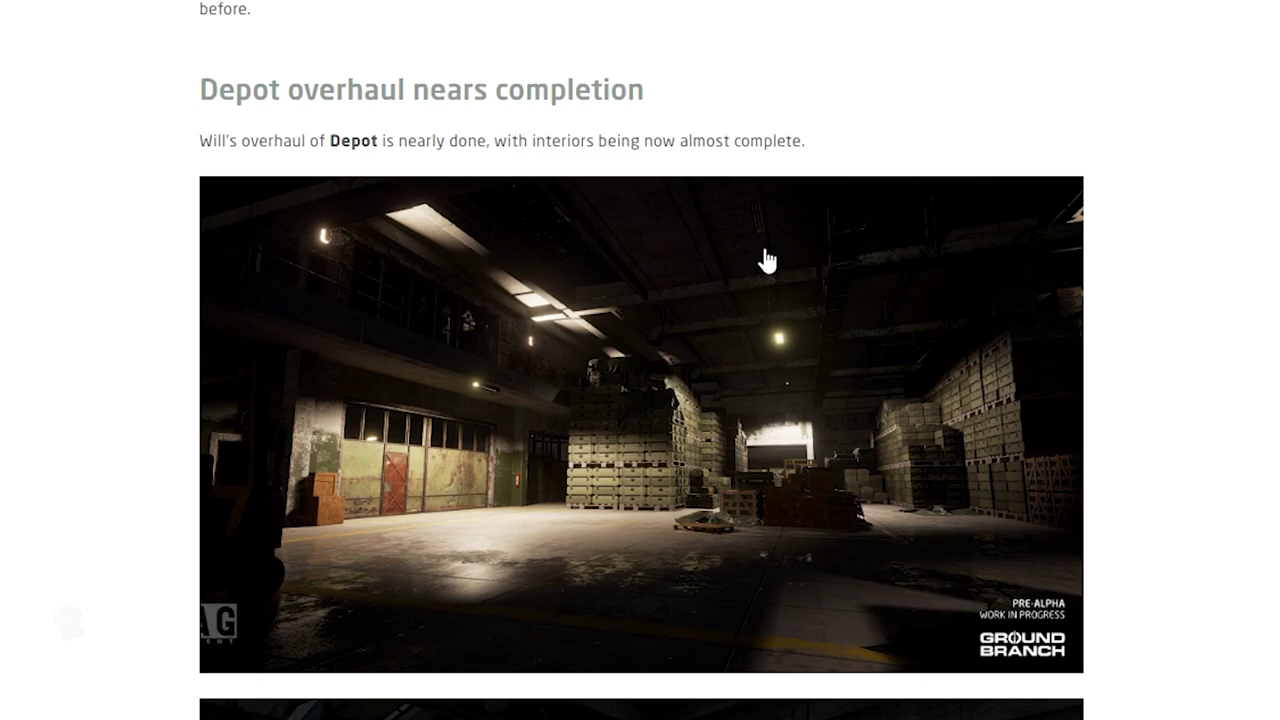 before.
Depot overhaul nears completion
Will's overhaul of Depot is nearly done, with interiors being now almost complete.
PRE-ALPHA
WORK IN PROGRESS
GROUND
BRANCH
AG